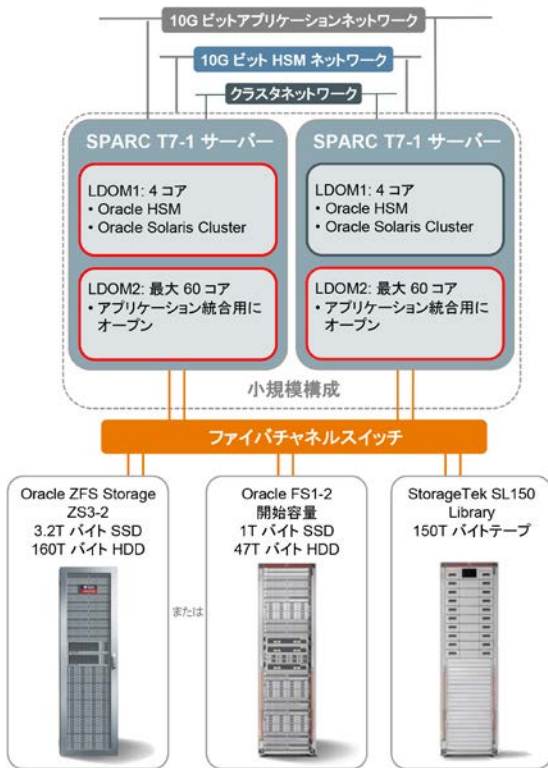 10G ビットアプリケーションネットワーク
10G ビット HSM ネットワーク
クラスタネットワーク
SPARC T7-1 サーバー
LDOM1: 4 コア
• Oracle HSM
• Oracle Solaris Cluster
LDOM2: 最大 60 コア
• アプリケーション統合用に
オープン
SPARC T7-1 サーバー
LDOM1: 4 コア
• Oracle HSM
• Oracle Solaris Cluster
LDOM2: 最大 60 コア
• アプリケーション統合用に
オープン
小規模構成
ファイバチャネルスイッチ
Oracle ZFS Storage
ZS3-2
3.2T バイト SSD
160T バイト HDD
または
Oracle FS1-2
開始容量
1T バイト SSD
47T バイト HDD
StorageTek SL150
Library
150T バイトテープ